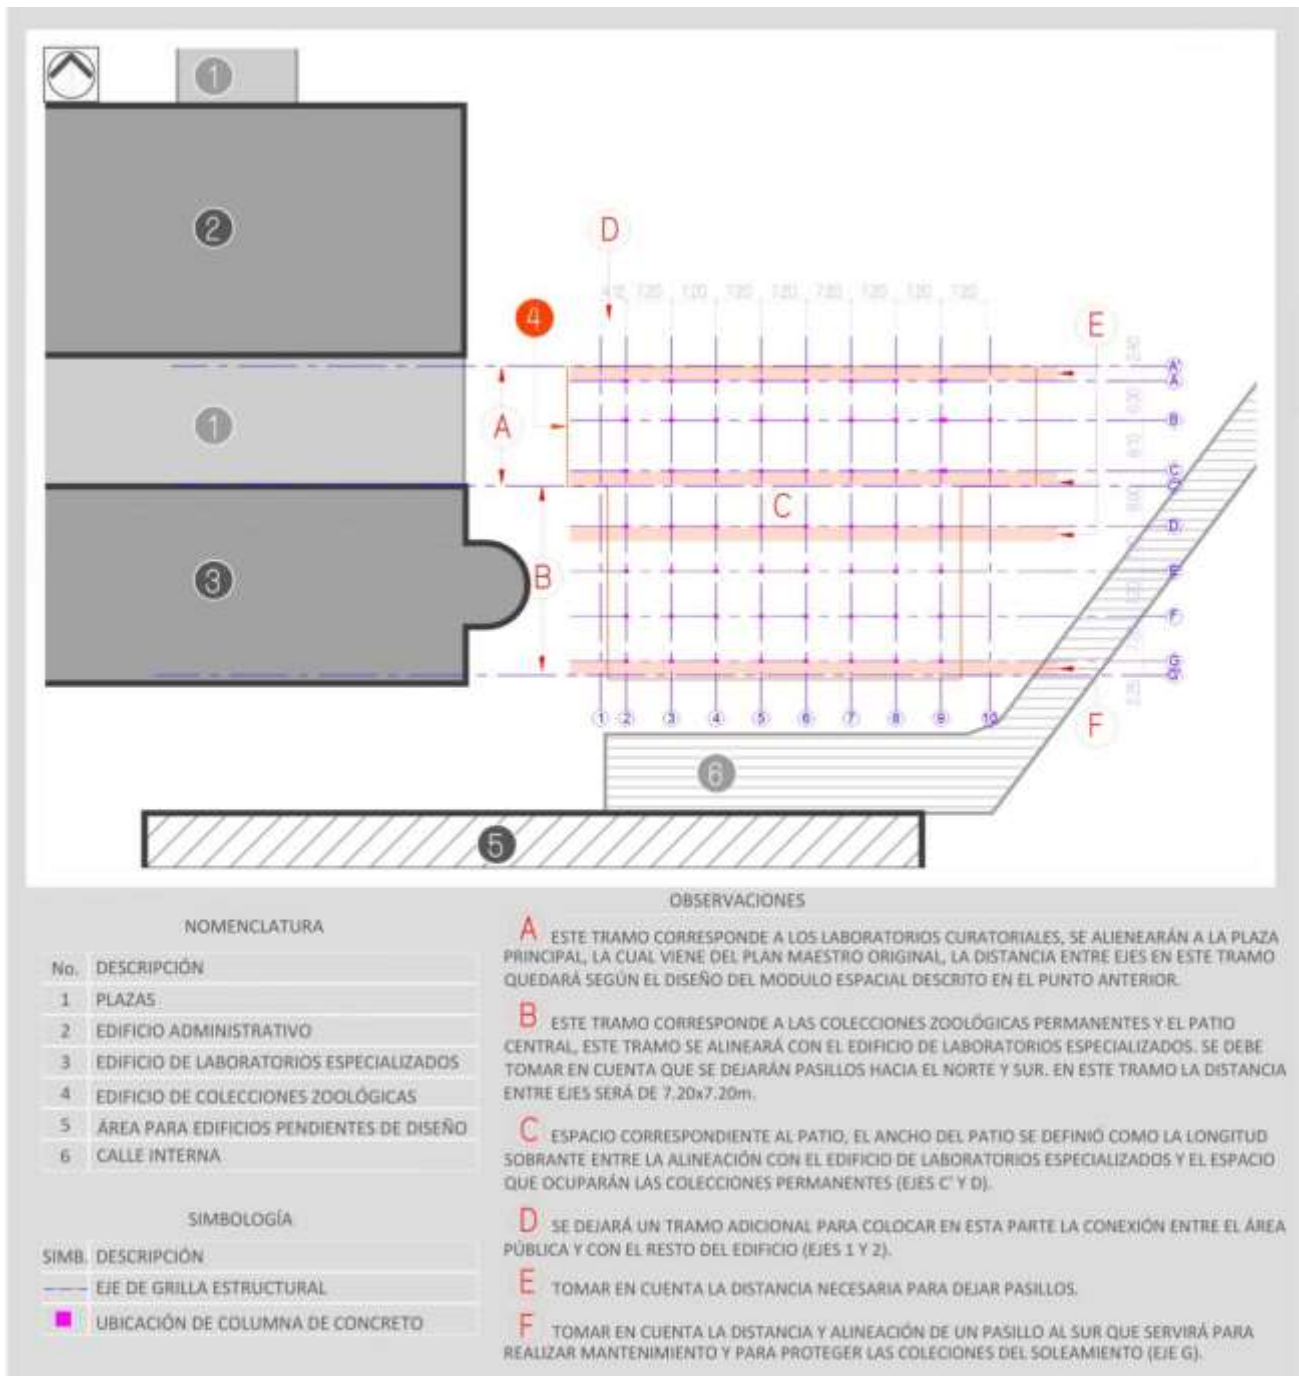 1
2
D
4
E
A'
A
B
1
A
C
C'
C
D
3
B
E
F
G
G'
1 2 3 4 5 6 7 8 9 10
F
6
5
NOMENCLATURA
No. DESCRIPCIÓN
1 PLAZAS
2 EDIFICIO ADMINISTRATIVO
3 EDIFICIO DE LABORATORIOS ESPECIALIZADOS
4 EDIFICIO DE COLECCIONES ZOOLÓGICAS
5 ÁREA PARA EDIFICIOS PENDIENTES DE DISEÑO
6 CALLE INTERNA
SIMBOLOGÍA
SIMB. DESCRIPCIÓN
EJE DE GRILLA ESTRUCTURAL
UBICACIÓN DE COLUMNA DE CONCRETO
OBSERVACIONES
A ESTE TRAMO CORRESPONDE A LOS LABORATORIOS CURATORIALES, SE ALIENEARÁN A LA PLAZA
PRINCIPAL, LA CUAL VIENE DEL PLAN MAESTRO ORIGINAL, LA DISTANCIA ENTRE EJES EN ESTE TRAMO
QUEDARÁ SEGÚN EL DISEÑO DEL MODULO ESPACIAL DESCRITO EN EL PUNTO ANTERIOR.
B ESTE TRAMO CORRESPONDE A LAS COLECCIONES ZOOLÓGICAS PERMANENTES Y EL PATIO
CENTRAL, ESTE TRAMO SE ALINEARÁ CON EL EDIFICIO DE LABORATORIOS ESPECIALIZADOS. SE DEBE
TOMAR EN CUENTA QUE SE DEJARÁN PASILLOS HACIA EL NORTE Y SUR. EN ESTE TRAMO LA DISTANCIA
ENTRE EJES SERÁ DE 7.20x7.20m.
C ESPACIO CORRESPONDIENTE AL PATIO, EL ANCHO DEL PATIO SE DEFINIÓ COMO LA LONGITUD
SOBRANTE ENTRE LA ALINEACIÓN CON EL EDIFICIO DE LABORATORIOS ESPECIALIZADOS Y EL ESPACIO
QUE OCUPARÁN LAS COLECCIONES PERMANENTES (EJES C' Y D).
D SE DEJARÁ UN TRAMO ADICIONAL PARA COLOCAR EN ESTA PARTE LA CONEXIÓN ENTRE EL ÁREA
PÚBLICA Y CON EL RESTO DEL EDIFICIO (EJES 1 Y 2).
E TOMAR EN CUENTA LA DISTANCIA NECESARIA PARA DEJAR PASILLOS.
F TOMAR EN CUENTA LA DISTANCIA Y ALINEACIÓN DE UN PASILLO AL SUR QUE SERVIRÁ PARA
REALIZAR MANTENIMIENTO Y PARA PROTEGER LAS COLECIONES DEL SOLEAMIENTO (EJE G).